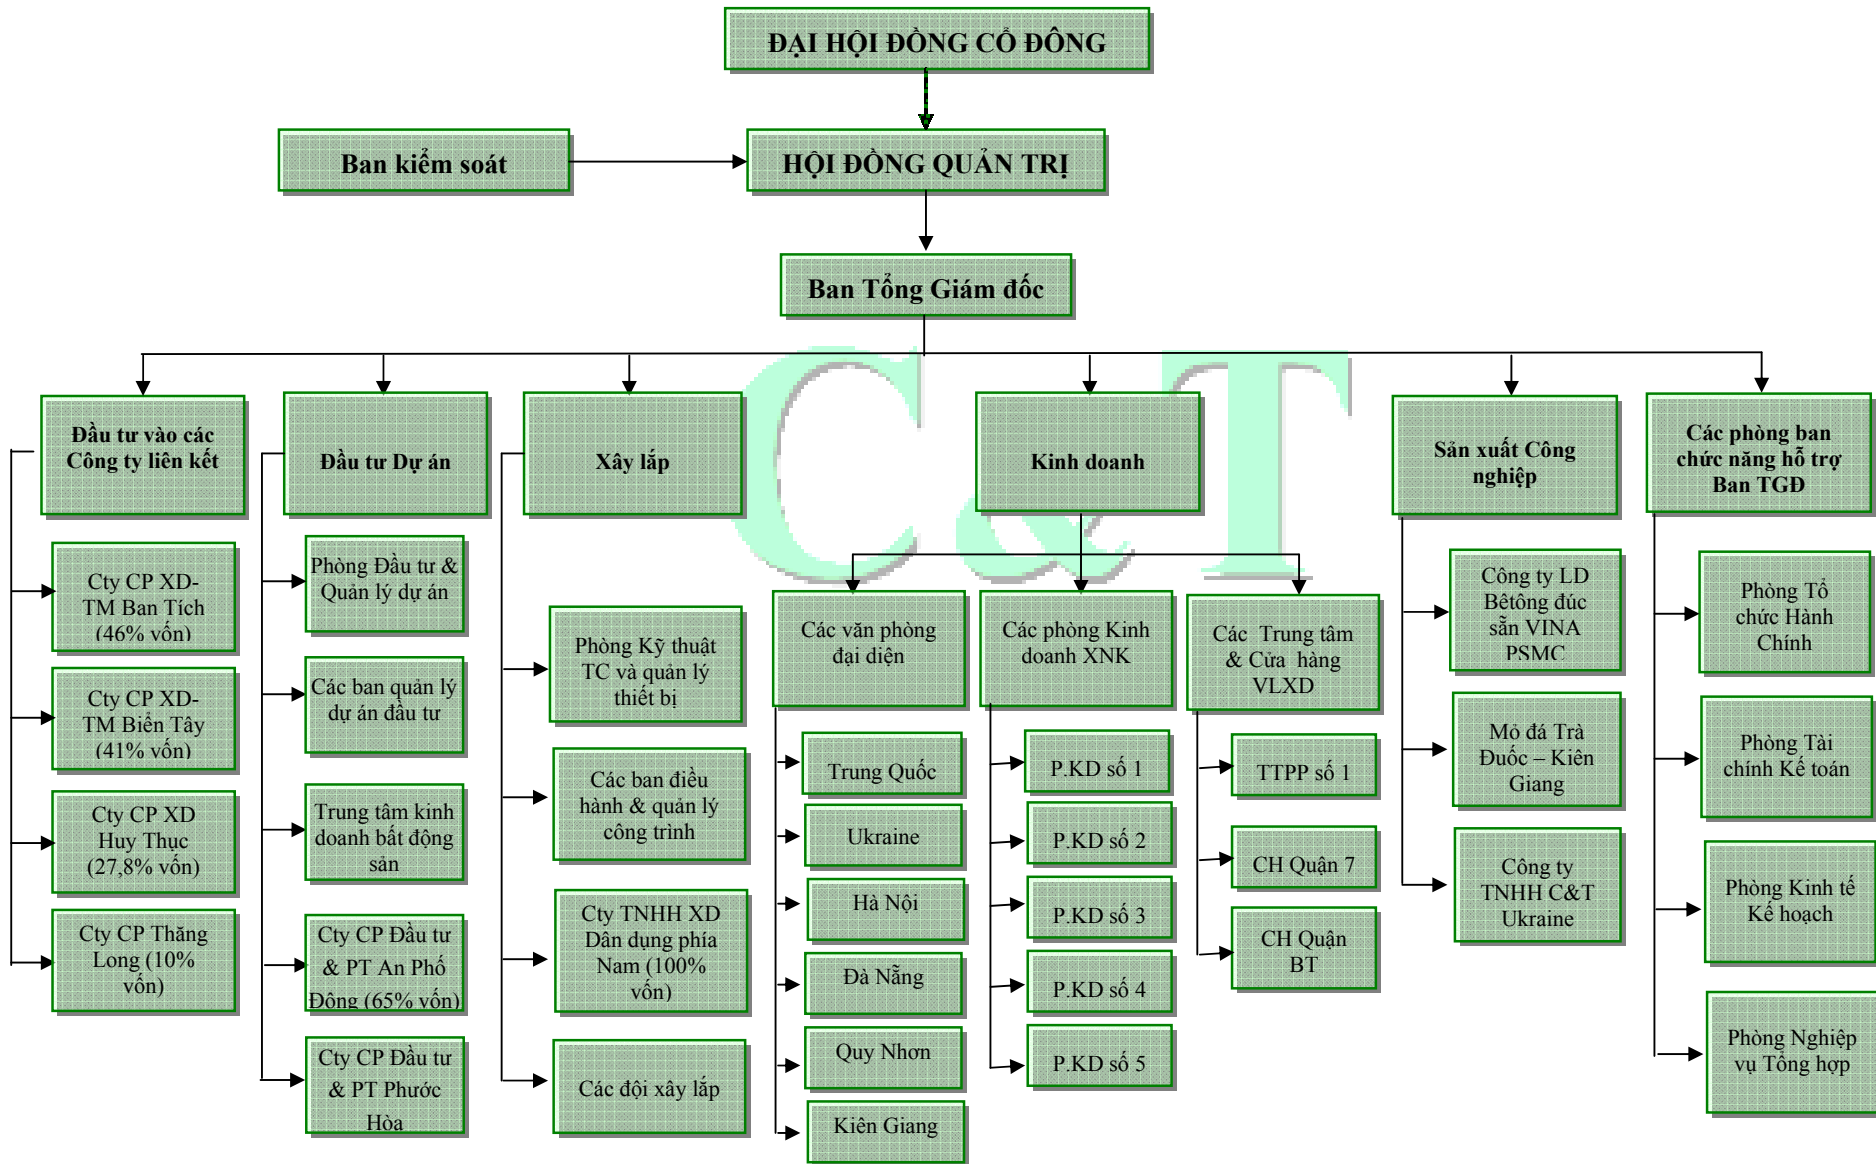 ĐẠI HỘI ĐỒNG CỔ ĐÔNG
Ban kiểm soát
HỘI ĐỒNG QUẢN TRỊ
Ban Tổng Giám đốc
C & T
Đầu tư vào các
Công ty liên kết
Đầu tư Dự án
Xây lắp
Kinh doanh
Sản xuất Công
nghiệp
Các phòng ban
chức năng hỗ trợ
Ban TGĐ
Cty CP XD-
TM Ban Tích
(46% vốn)
Cty CP XD-
TM Biển Tây
(41% vốn)
Cty CP XD
Huy Thục
(27,8% vốn)
Cty CP Thăng
Long (10%
vốn)
Phòng Đầu tư &
Quản lý dự án
Các ban quản lý
dự án đầu tư
Trung tâm kinh
doanh bất động
sản
Cty CP Đầu tư
& PT An Phố
Đông (65% vốn)
Cty CP Đầu tư
& PT Phước
Hòa
Phòng Kỹ thuật
TC và quản lý
thiết bị
Các ban điều
hành & quản lý
công trình
Cty TNHH XD
Dân dụng phía
Nam (100%
vốn)
Các đội xây lắp
Các văn phòng
đại diện
Trung Quốc
Ukraine
Hà Nội
Đà Nẵng
Quy Nhơn
Kiên Giang
Các phòng Kinh
doanh XNK
P.KD số 1
P.KD số 2
P.KD số 3
P.KD số 4
P.KD số 5
Các Trung tâm
& Cửa hàng
VLXD
TTPP số 1
CH Quận 7
CH Quận
BT
Công ty LD
Bêtông đúc
sẵn VINA
PSMC
Mỏ đá Trà
Đuốc – Kiên
Giang
Công ty
TNHH C&T
Ukraine
Phòng Tổ
chức Hành
Chính
Phòng Tài
chính Kế toán
Phòng Kinh tế
Kế hoạch
Phòng Nghiệp
vụ Tổng hợp